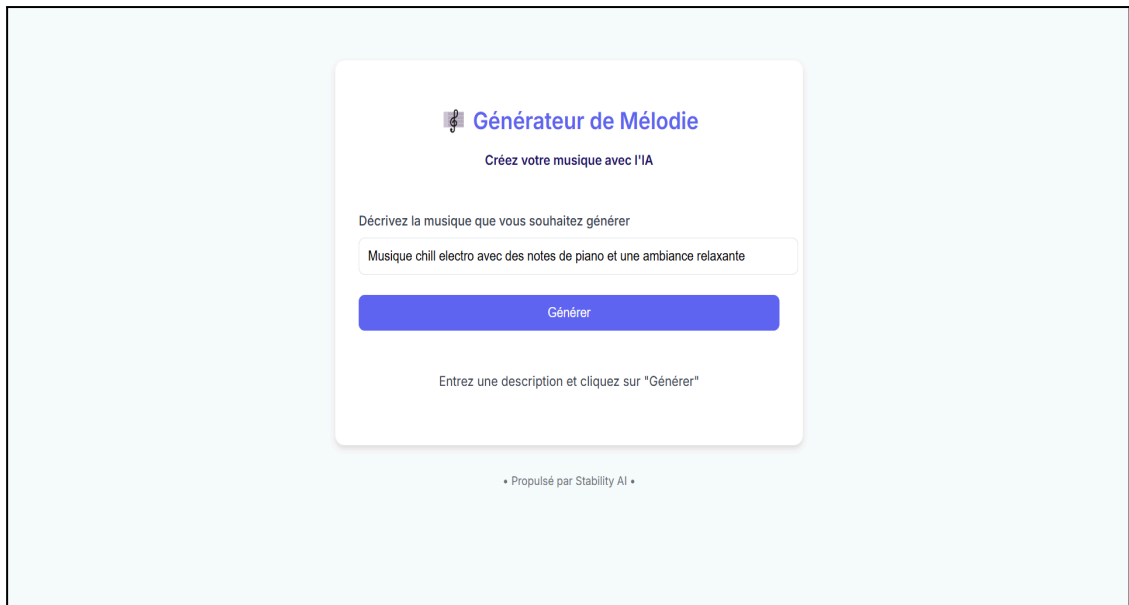 Générateur de Mélodie
Créez votre musique avec l'IA
Décrivez la musique que vous souhaitez générer
Musique chill electro avec des notes de piano et une ambiance relaxante
Générer
Entrez une description et cliquez sur "Générer"
• Propulsé par Stability AI •